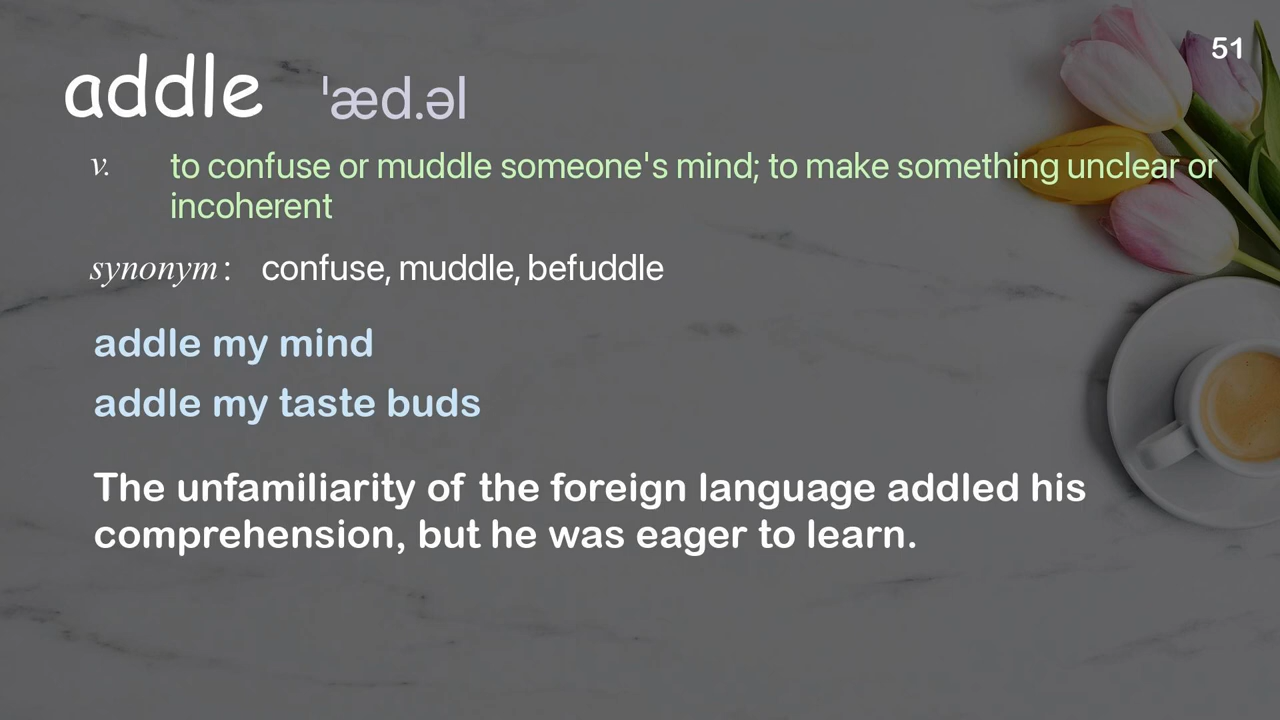 51
addle ˈæd.əl
v. to confuse or muddle someone's mind; to make something unclear or
incoherent
synonym : confuse, muddle, befuddle
addle my mind
addle my taste buds
The unfamiliarity of the foreign language addled his
comprehension, but he was eager to learn.